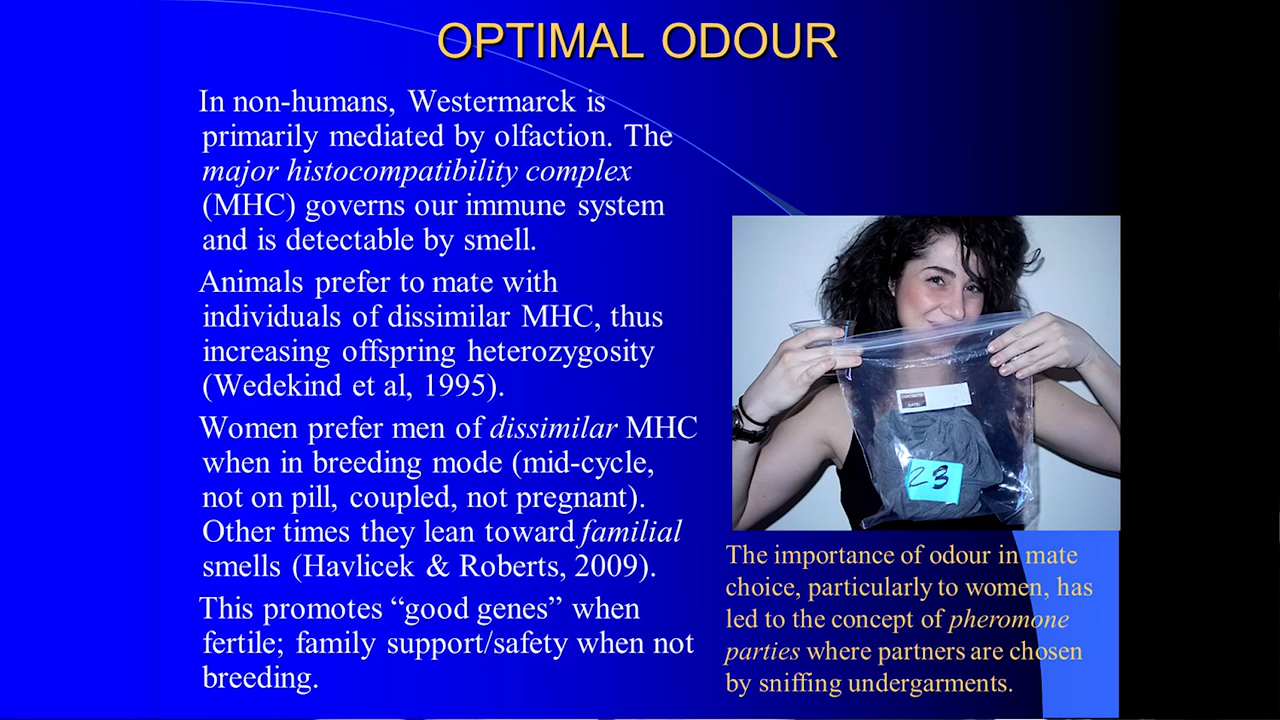 OPTIMAL ODOUR
In non-humans, Westermarck is
primarily mediated by olfaction. The
major histocompatibility complex
(MHC) governs our immune system
and is detectable by smell.
Animals prefer to mate with
individuals of dissimilar MHC, thus
increasing offspring heterozygosity
(Wedekind et al, 1995).
Women prefer men of dissimilar MHC
when in breeding mode (mid-cycle,
not on pill, coupled, not pregnant).
Other times they lean toward familial
smells (Havlicek & Roberts, 2009).
This promotes “good genes” when
fertile; family support/safety when not
breeding.
23
The importance of odour in mate
choice, particularly to women, has
led to the concept of pheromone
parties where partners are chosen
by sniffing undergarments.